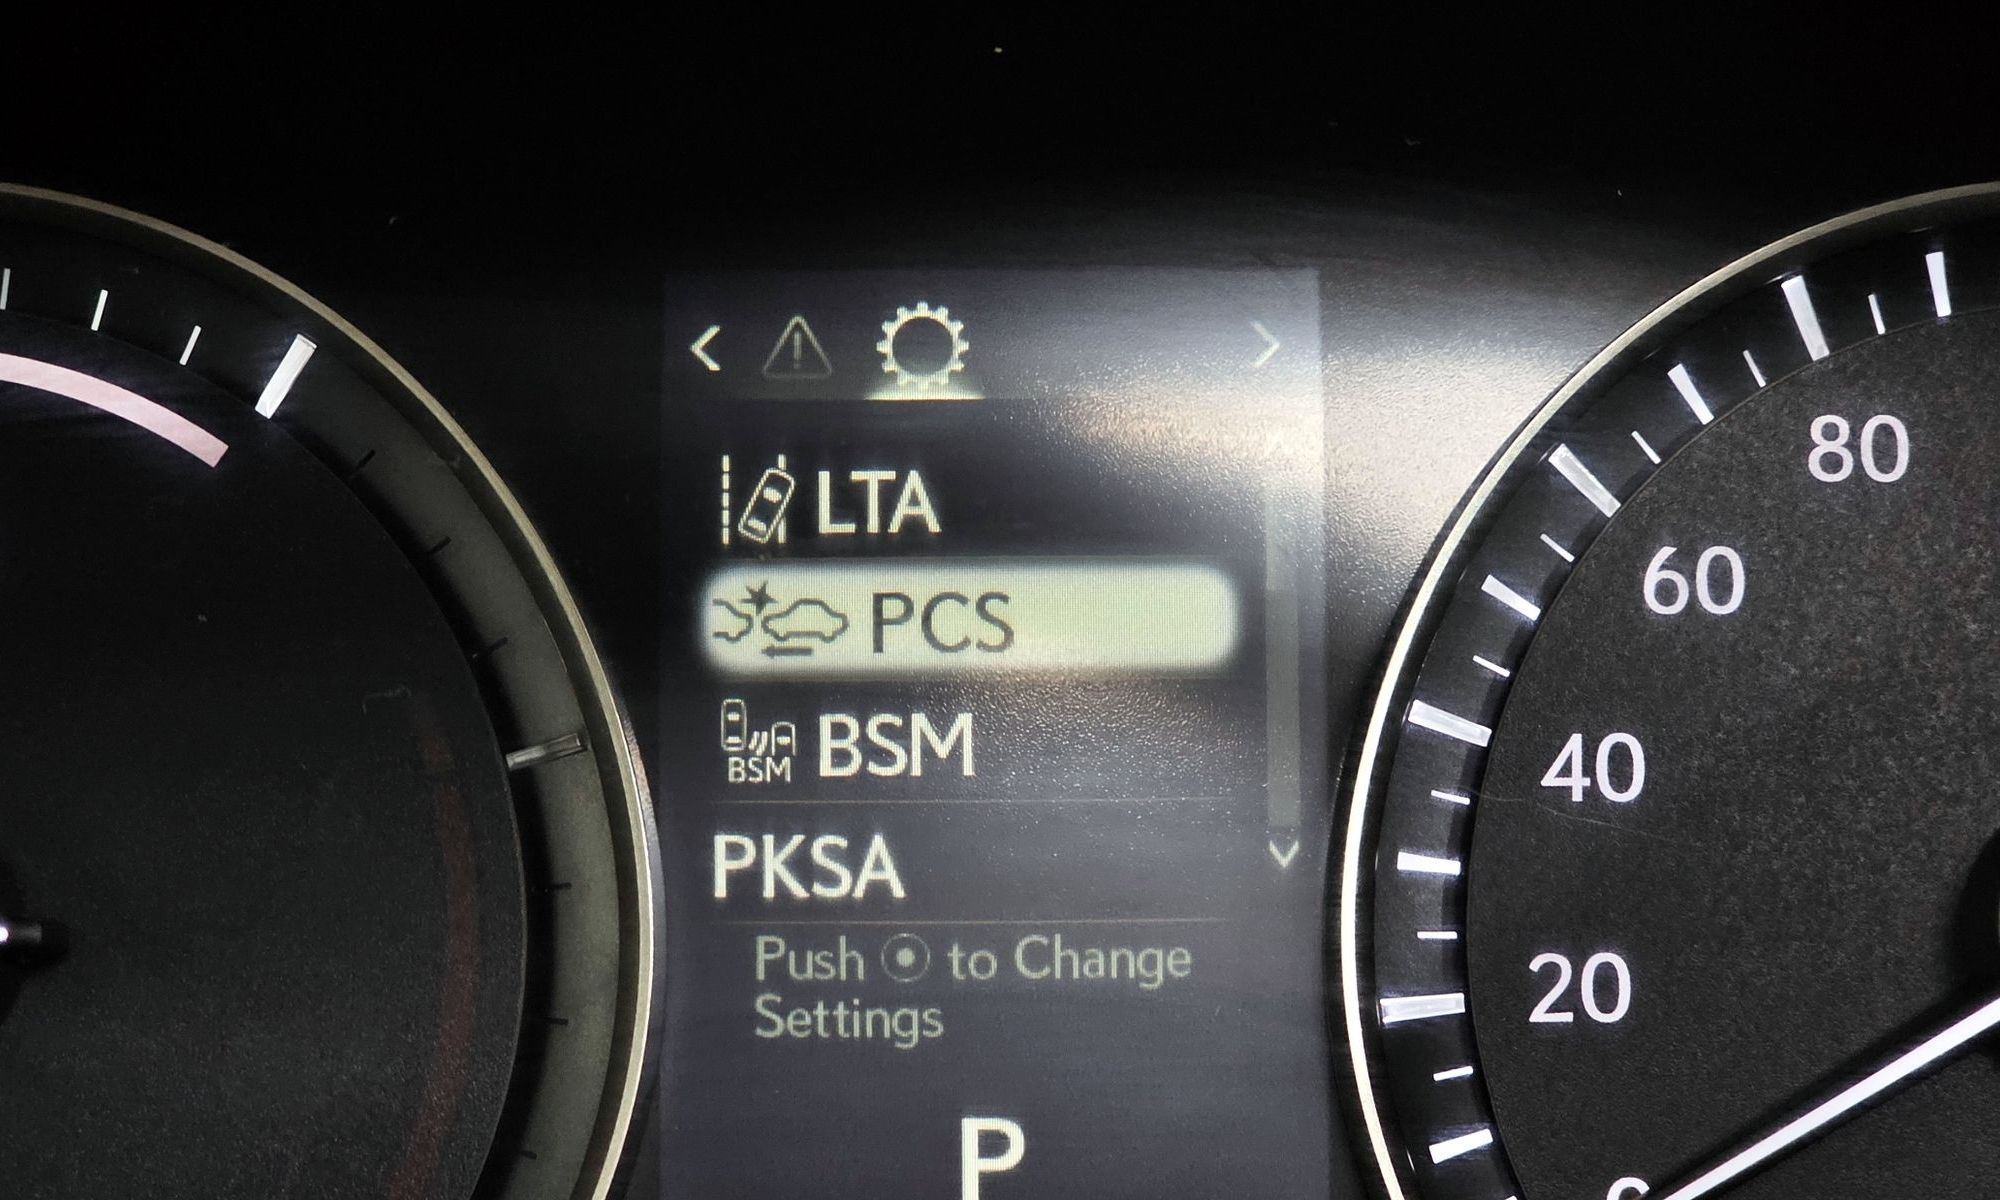 LTA
PCS
BSM
BSM
PKSA
Push to Change
Settings
P
80
60
40
20